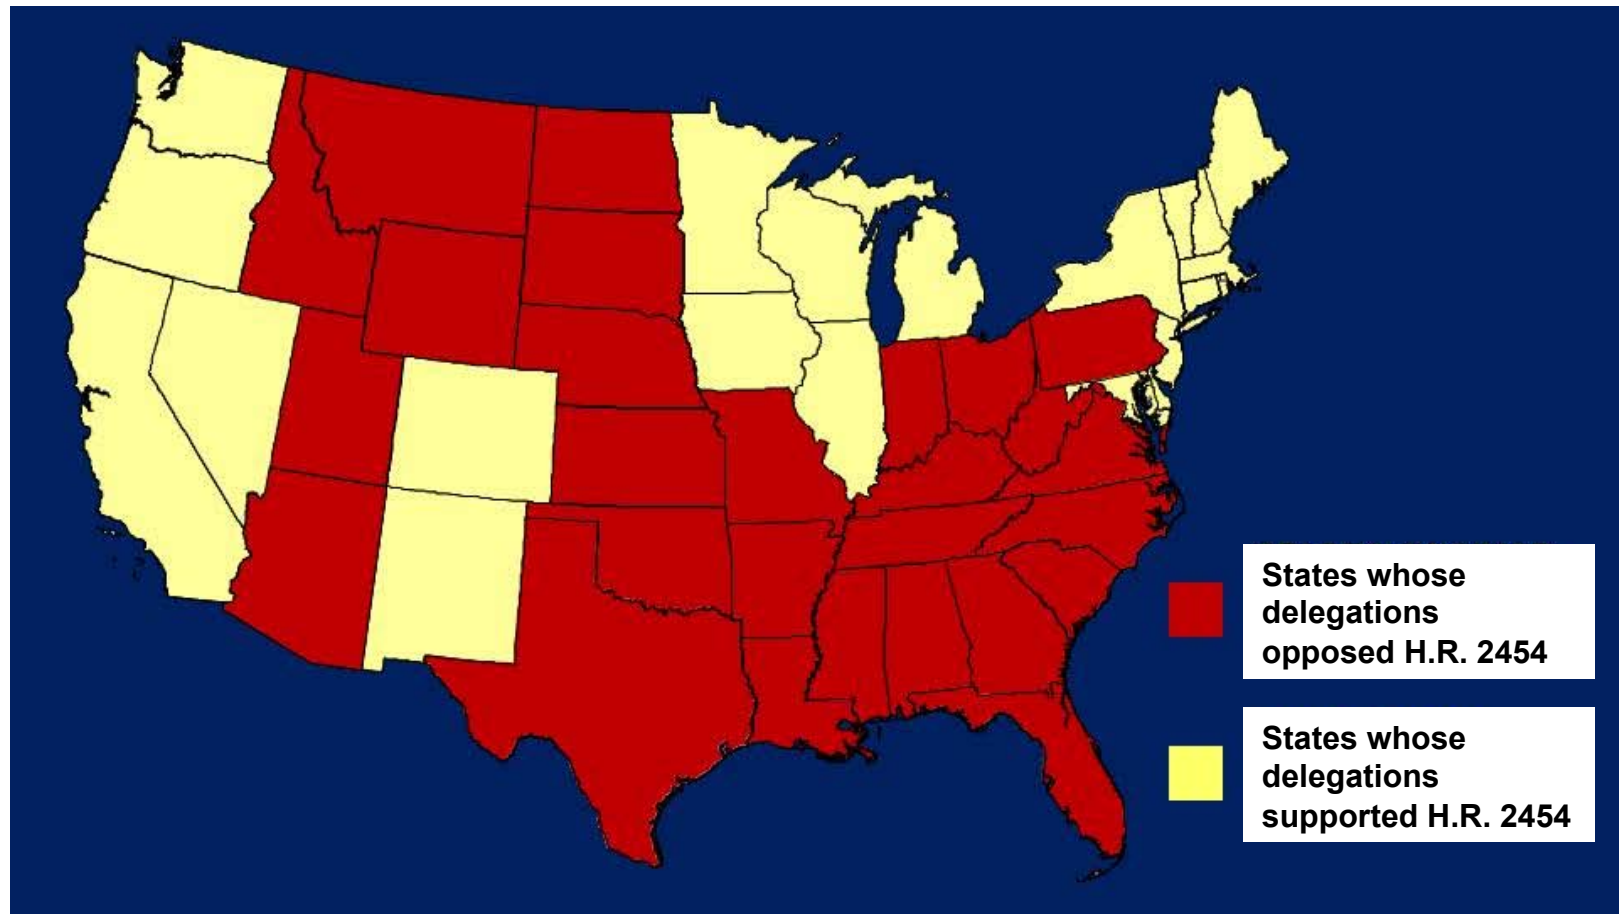 States whose
delegations
opposed H.R. 2454
States whose
delegations
supported H.R. 2454